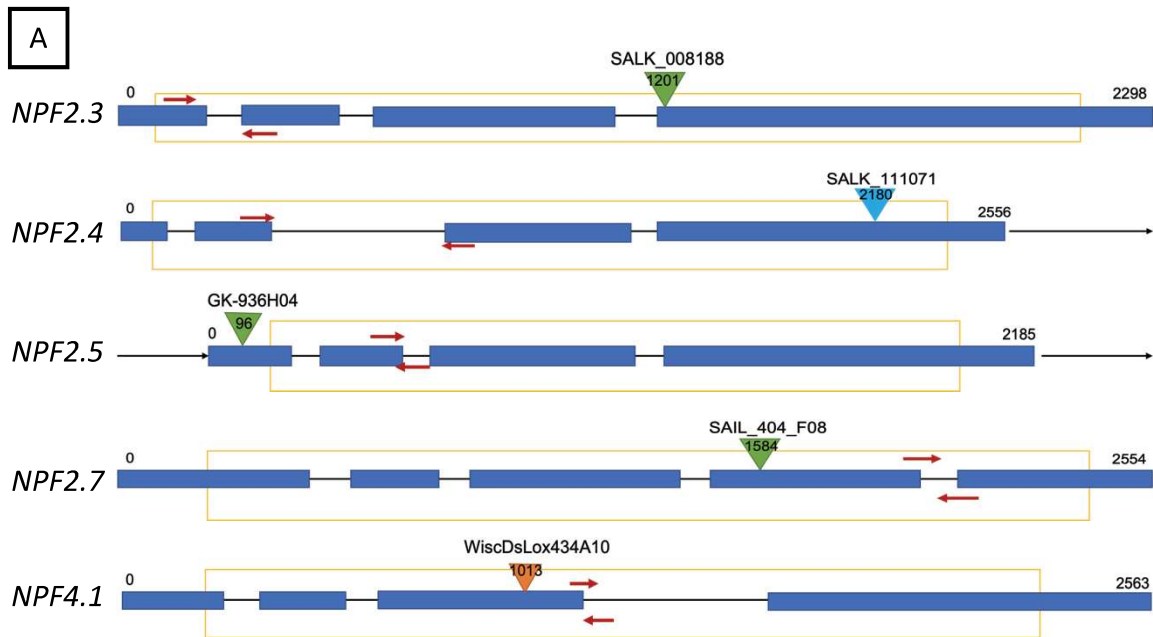 A
SALK_008188
1201
0
2298
NPF2.3
SALK_111071
2180
0
2556
NPF2.4
GK-936H04
96
0
2185
NPF2.5
SAIL_404_F08
1584
0
2554
NPF2.7
WiscDsLox434A10
1013
0
2563
NPF4.1